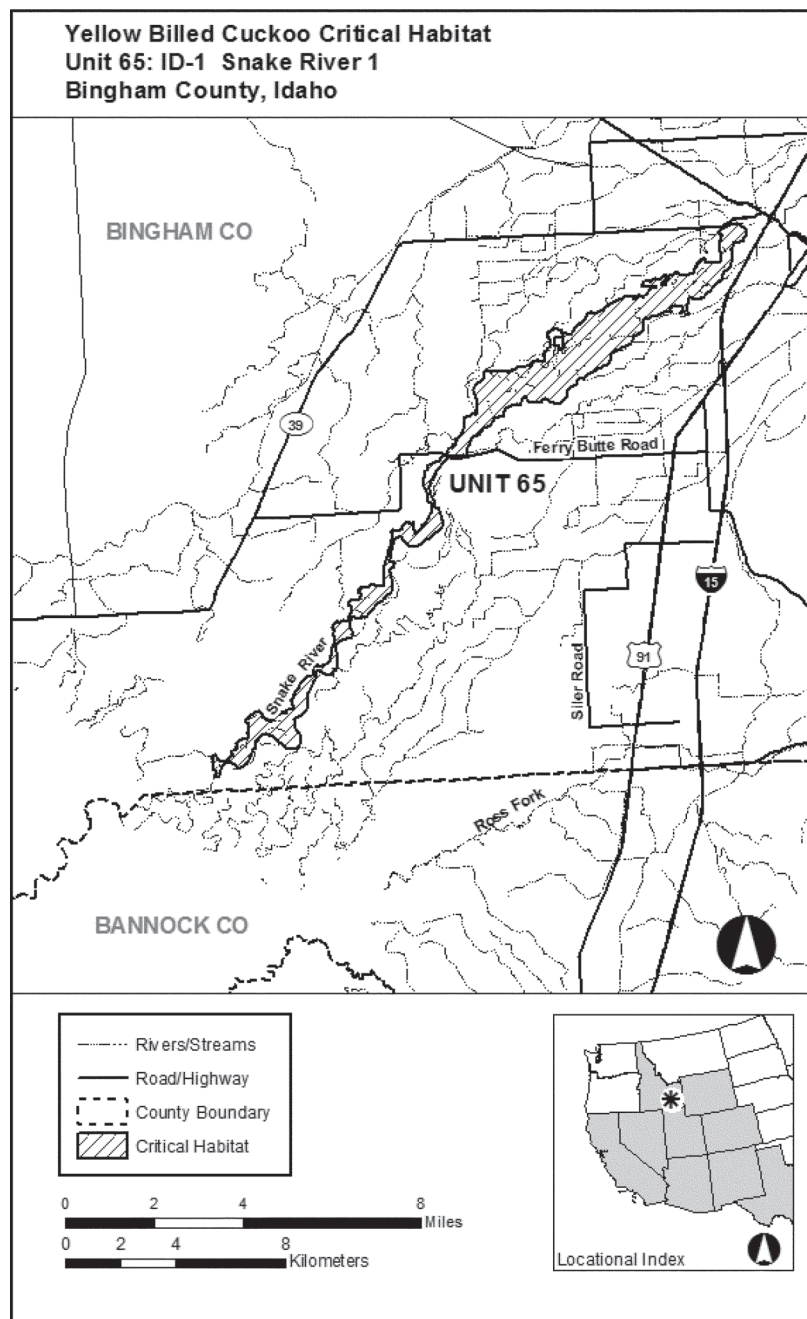 Yellow Billed Cuckoo Critical Habitat
Unit 65: ID-1 Snake River 1
Bingham County, Idaho
BINGHAM CO
39
Ferry Butte Road
UNIT 65
15
91
Siler Road
Snake River
Ross Fork
BANNOCK CO
Rivers/Streams
Road/Highway
County Boundary
Critical Habitat
0 2 4 8
Miles
0 2 4 8
Kilometers
Locational Index